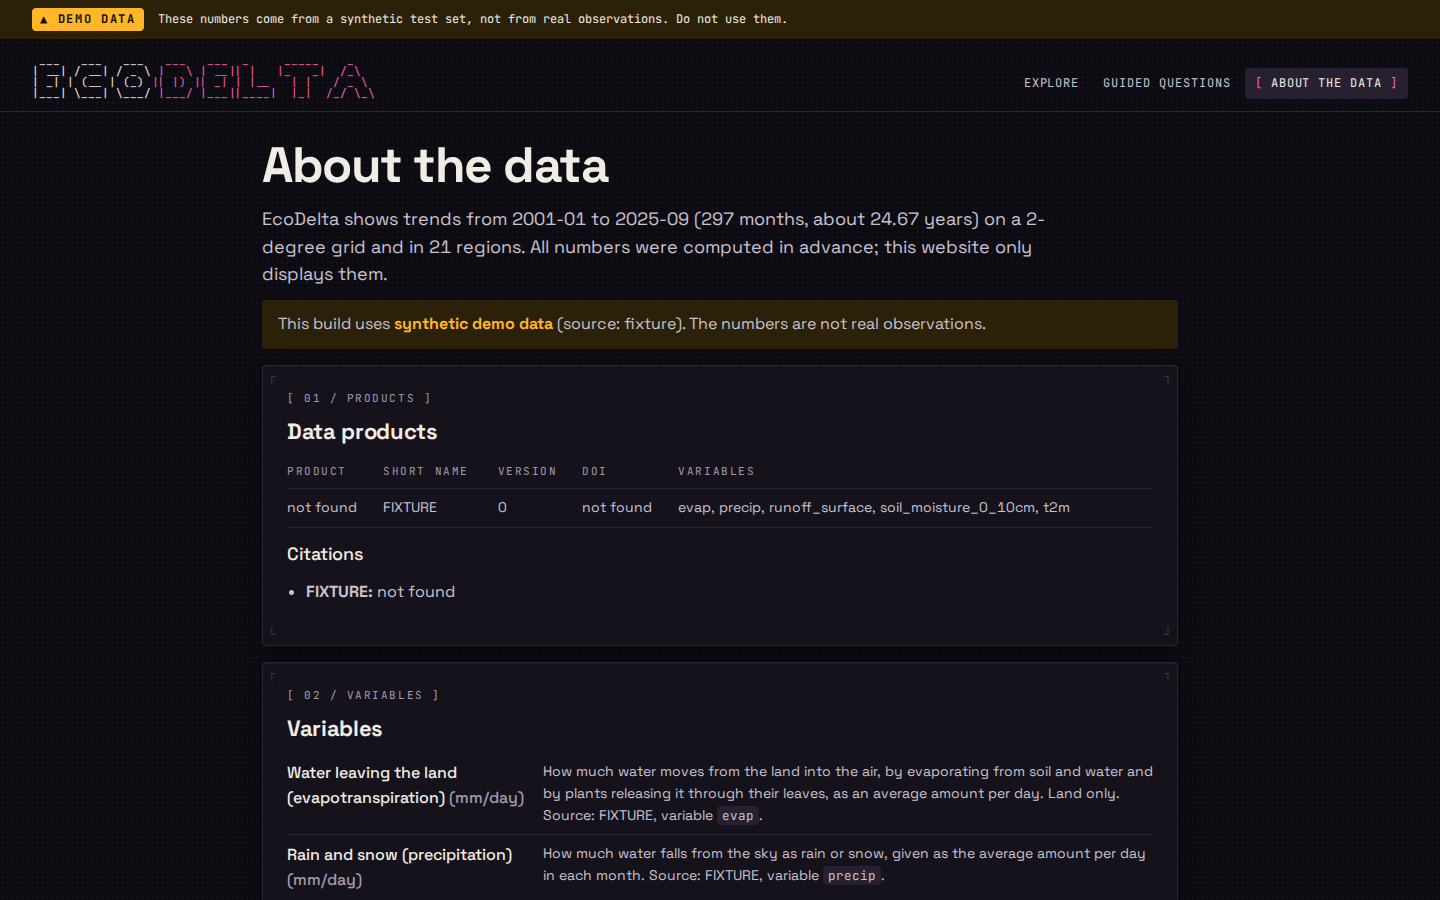 ▲ DEMO DATA These numbers come from a synthetic test set, not from real observations. Do not use them.
ECODELTA
EXPLORE GUIDED QUESTIONS [ ABOUT THE DATA ]
About the data
EcoDelta shows trends from 2001-01 to 2025-09 (297 months, about 24.67 years) on a 2-
degree grid and in 21 regions. All numbers were computed in advance; this website only
displays them.
This build uses synthetic demo data (source: fixture). The numbers are not real observations.
[ 01 / PRODUCTS ]
Data products
PRODUCT SHORT NAME VERSION DOI VARIABLES
not found FIXTURE 0 not found evap, precip, runoff_surface, soil_moisture_0_10cm, t2m
Citations
• FIXTURE: not found
[ 02 / VARIABLES ]
Variables
Water leaving the land
(evapotranspiration) (mm/day)
How much water moves from the land into the air, by evaporating from soil and water and
by plants releasing it through their leaves, as an average amount per day. Land only.
Source: FIXTURE, variable evap.
Rain and snow (precipitation)
(mm/day)
How much water falls from the sky as rain or snow, given as the average amount per day
in each month. Source: FIXTURE, variable precip.